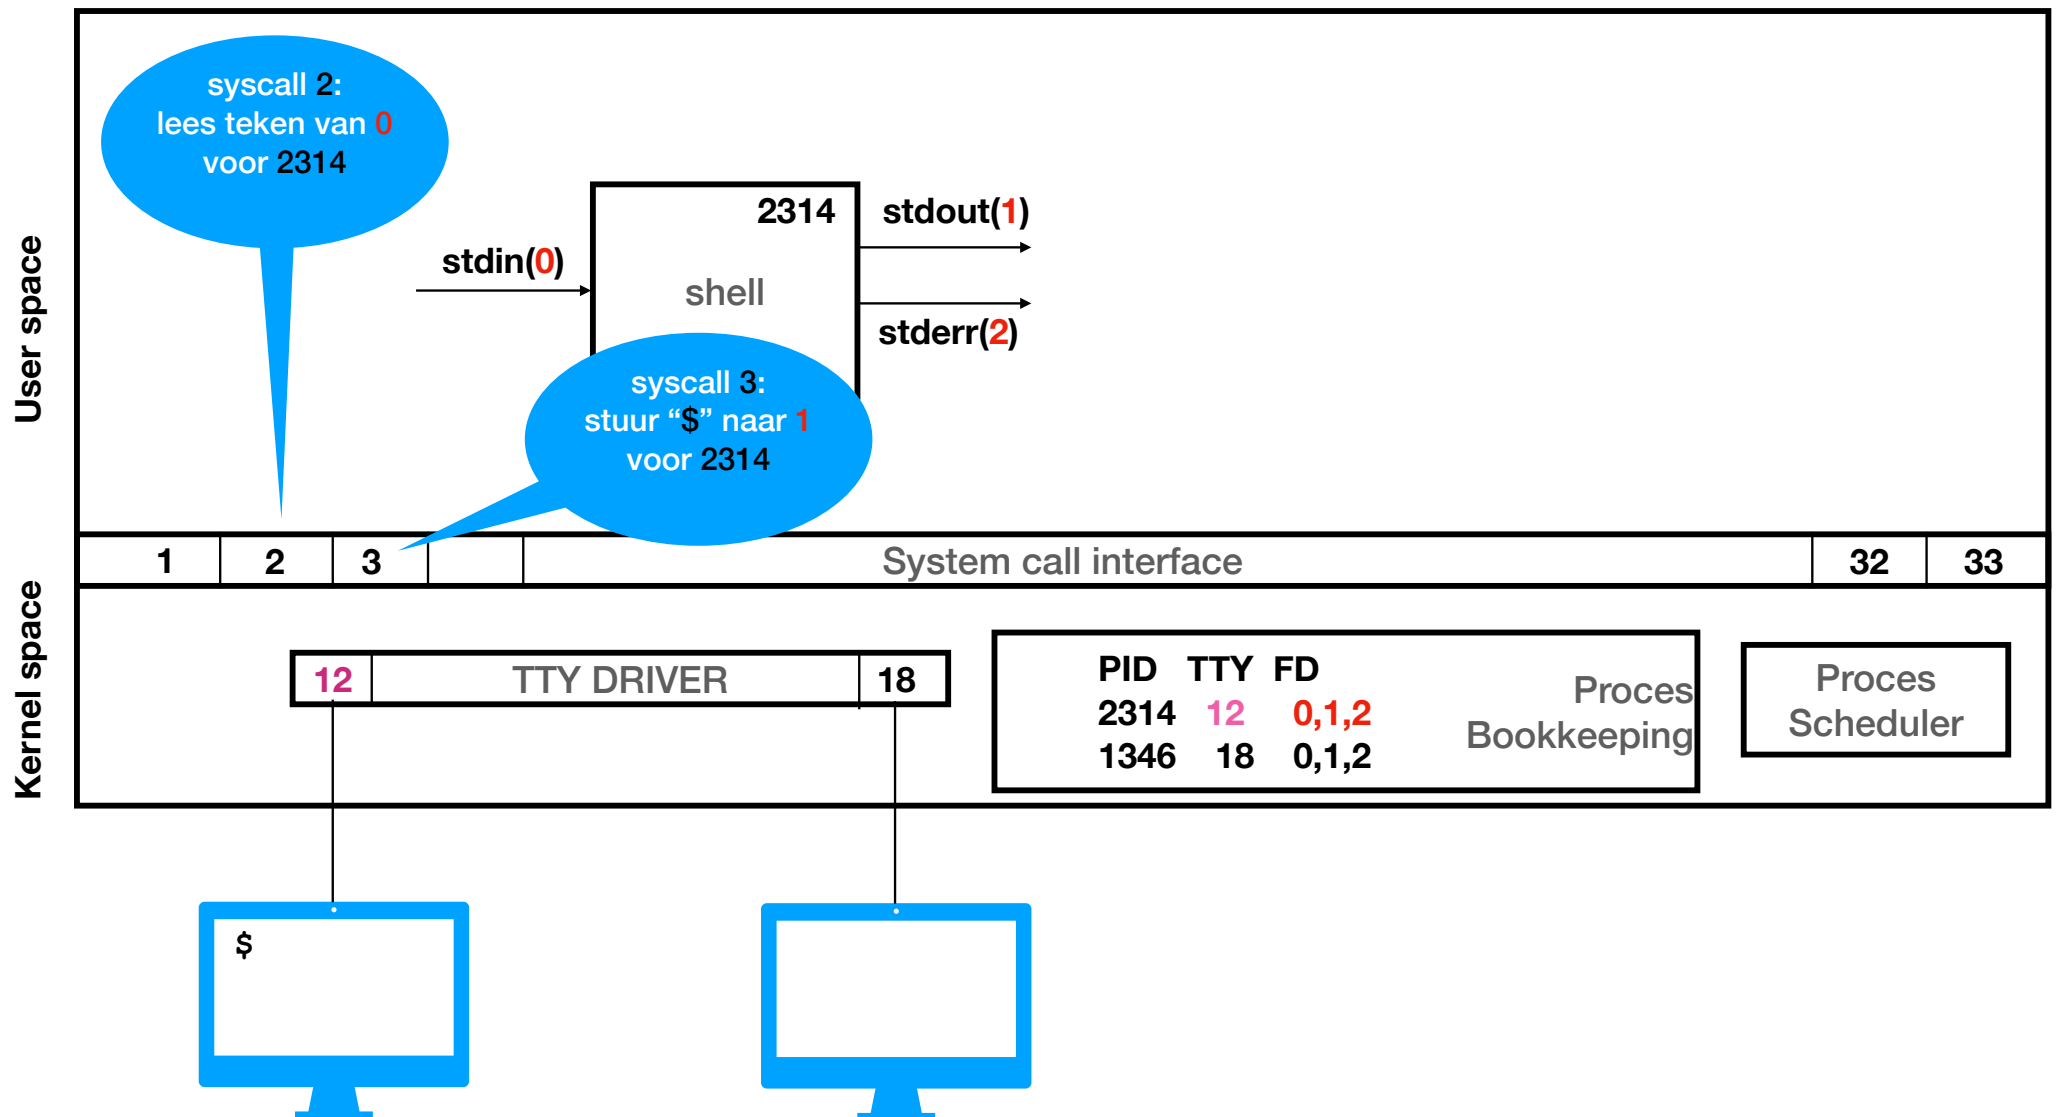 User space
syscall 2:
lees teken van 0
voor 2314
stdin(0)
2314
shell
stdout(1)
stderr(2)
syscall 3:
stuur “$” naar 1
voor 2314
1 2 3 System call interface 32 33
Kernel space
12 TTY DRIVER 18
PID TTY FD
2314 12 0,1,2
1346 18 0,1,2
Proces
Bookkeeping
Proces
Scheduler
$